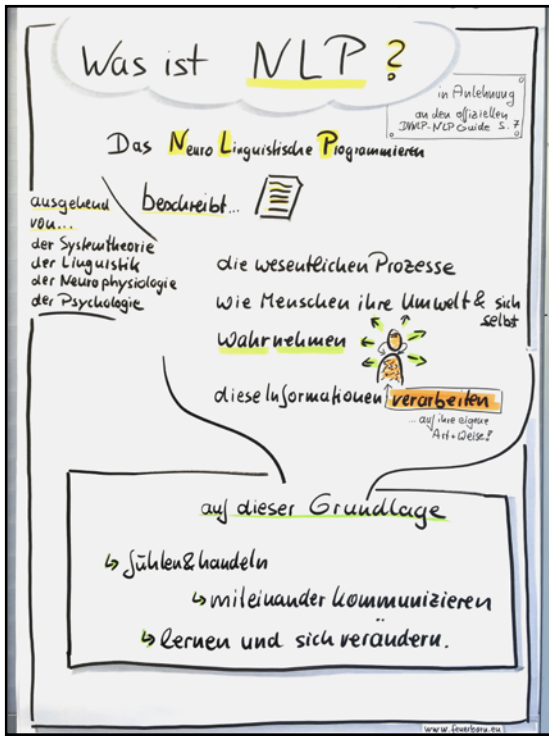 Was ist NLP?
in Anlehnung
an den offiziellen
DVNLP-NLP Guide S. 7
Das Neuro Linguistische Programmieren
ausgehend
von...
der Systemtheorie
der Linguistik
der Neurophysiologie
der Psychologie
beschreibt...
die wesentlichen Prozesse
wie Menschen ihre Umwelt & sich
selbst
Wahrnehmen
diese Informationen verarbeiten
... auf ihre eigene
Art + Weise!
auf dieser Grundlage
fühlen & handeln
miteinander kommunizieren
lernen und sich verändern.
www.feuerborn.eu